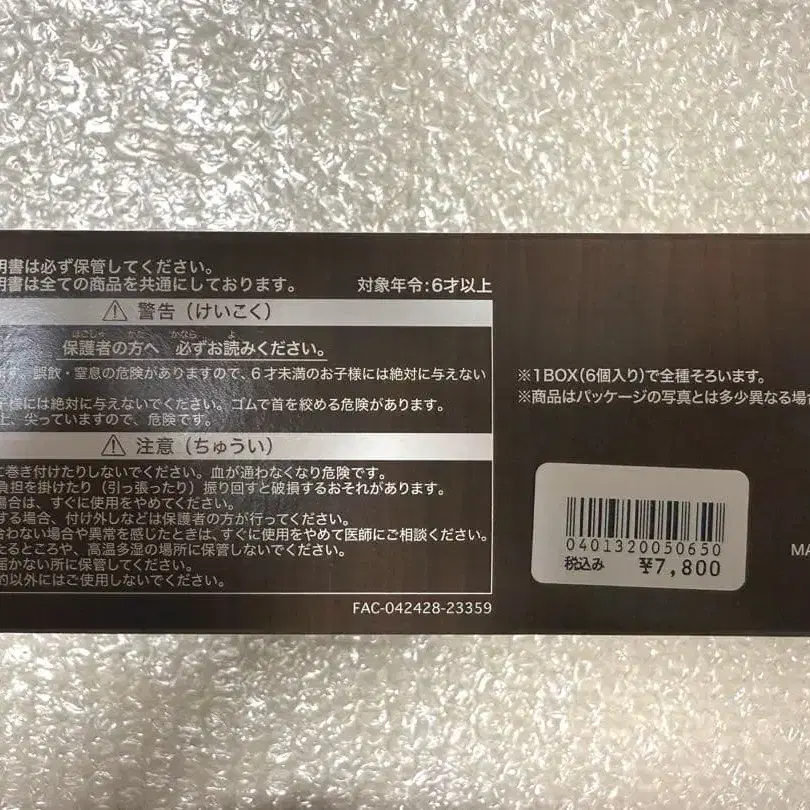 明書は必ず保管してください。
明書は全ての商品を共通にしております。
対象年令:6才以上
⚠ 警告（けいこく）
保護者の方へ 必ずお読みください。
ほごしゃ かた かなら よ
誤飲・窒息の危険がありますので、6才未満のお子様には絶対に与えない
子様には絶対に与えないでください。ゴムで首を絞める危険があります。
上、尖っていますので、危険です。
⚠ 注意（ちゅうい）
に巻き付けたりしないでください。血が通わなくなり危険です。
負担を掛けたり（引っ張ったり）振り回すと破損するおそれがあります。
場合は、すぐに使用をやめてください。
する場合、付け外しなどは保護者の方が行ってください。
合わない場合や異常を感じたときは、すぐに使用をやめて医師にご相談ください。
たるところや、高温多湿の場所に保管しないでください。
届かない所に保管してください。
的以外にはご使用しないでください。
FAC-042428-23359
※1BOX（6個入り）で全種そろいます。
※商品はパッケージの写真とは多少異なる場合
0401320050650
税込み ¥7,800
MA